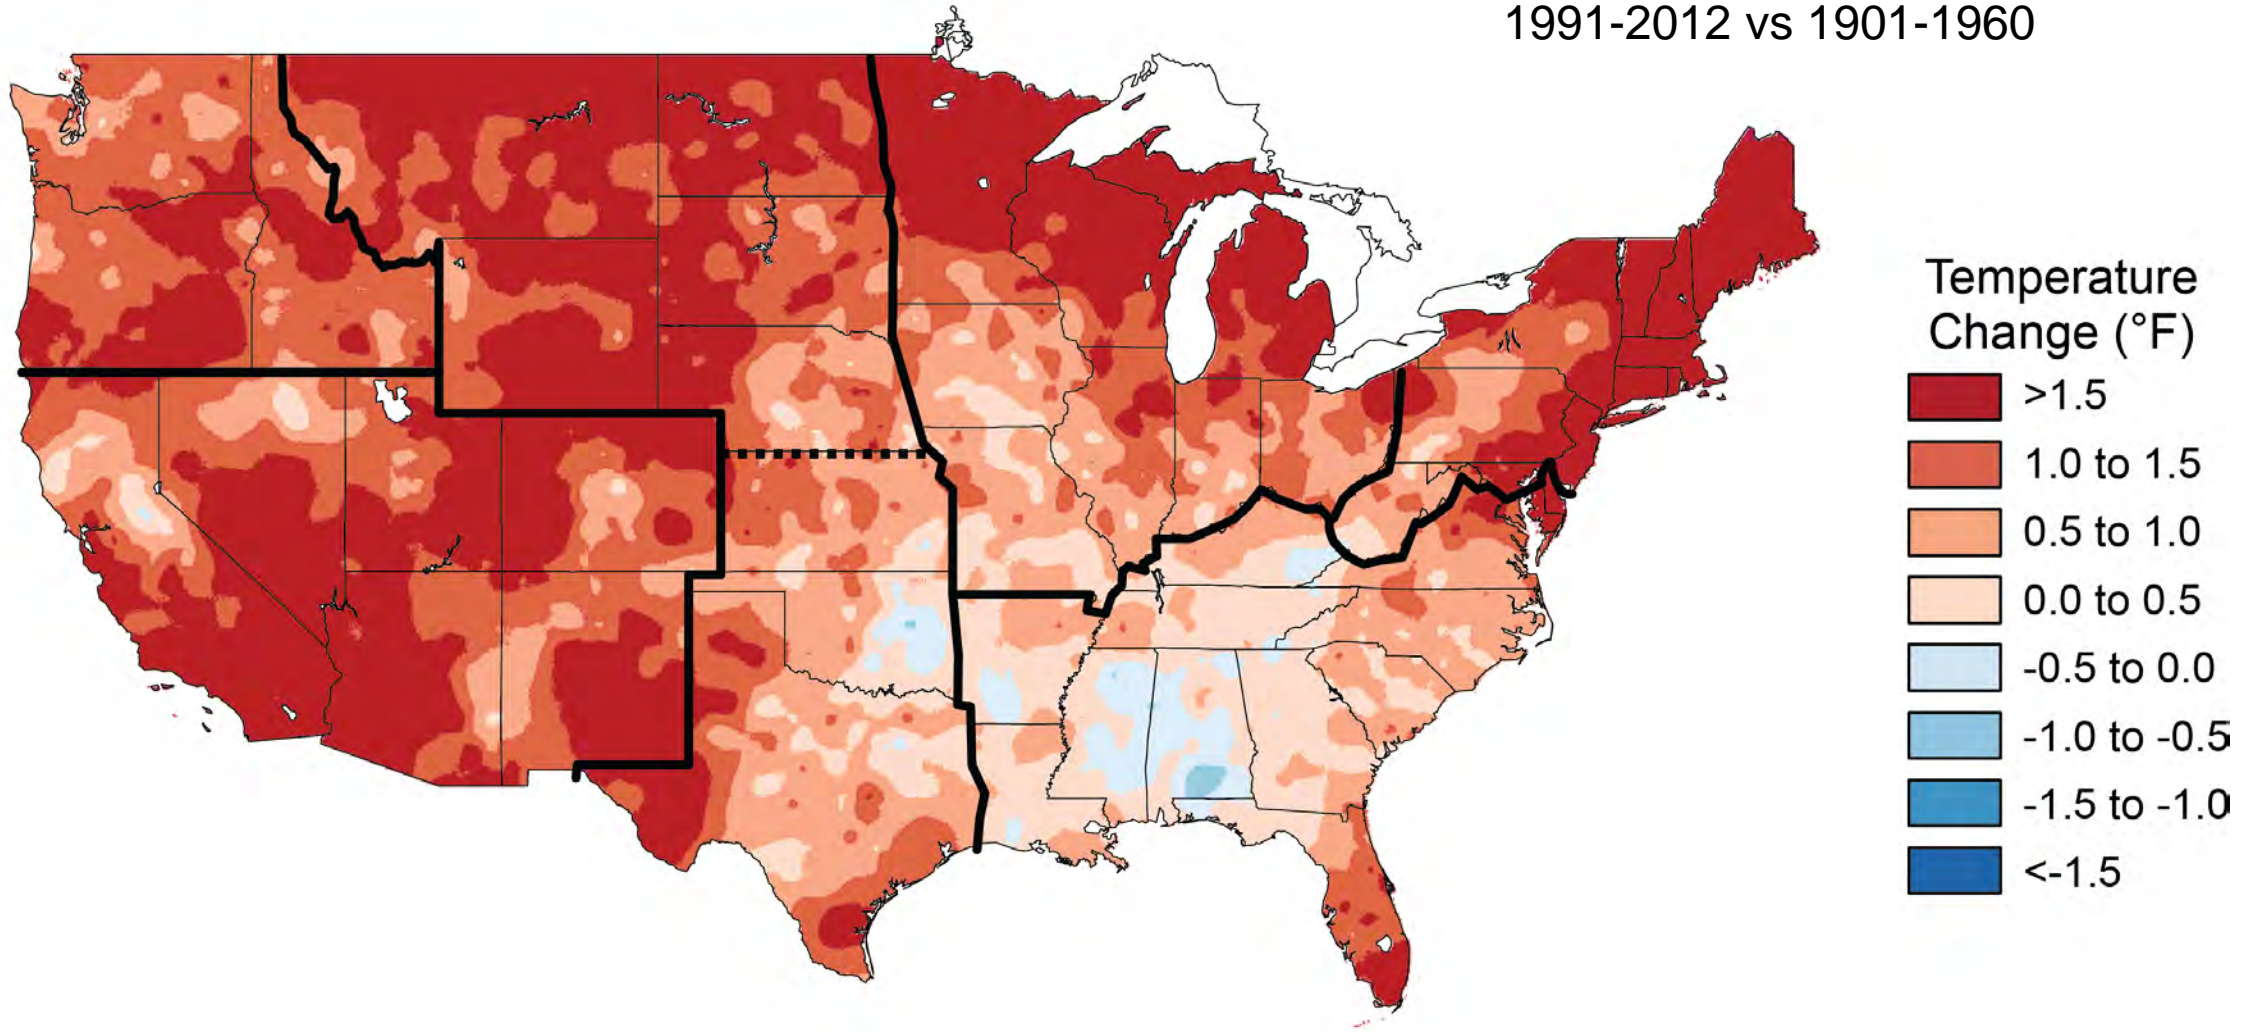 1991-2012 vs 1901-1960
Temperature
Change (°F)
>1.5
1.0 to 1.5
0.5 to 1.0
0.0 to 0.5
-0.5 to 0.0
-1.0 to -0.5
-1.5 to -1.0
<-1.5